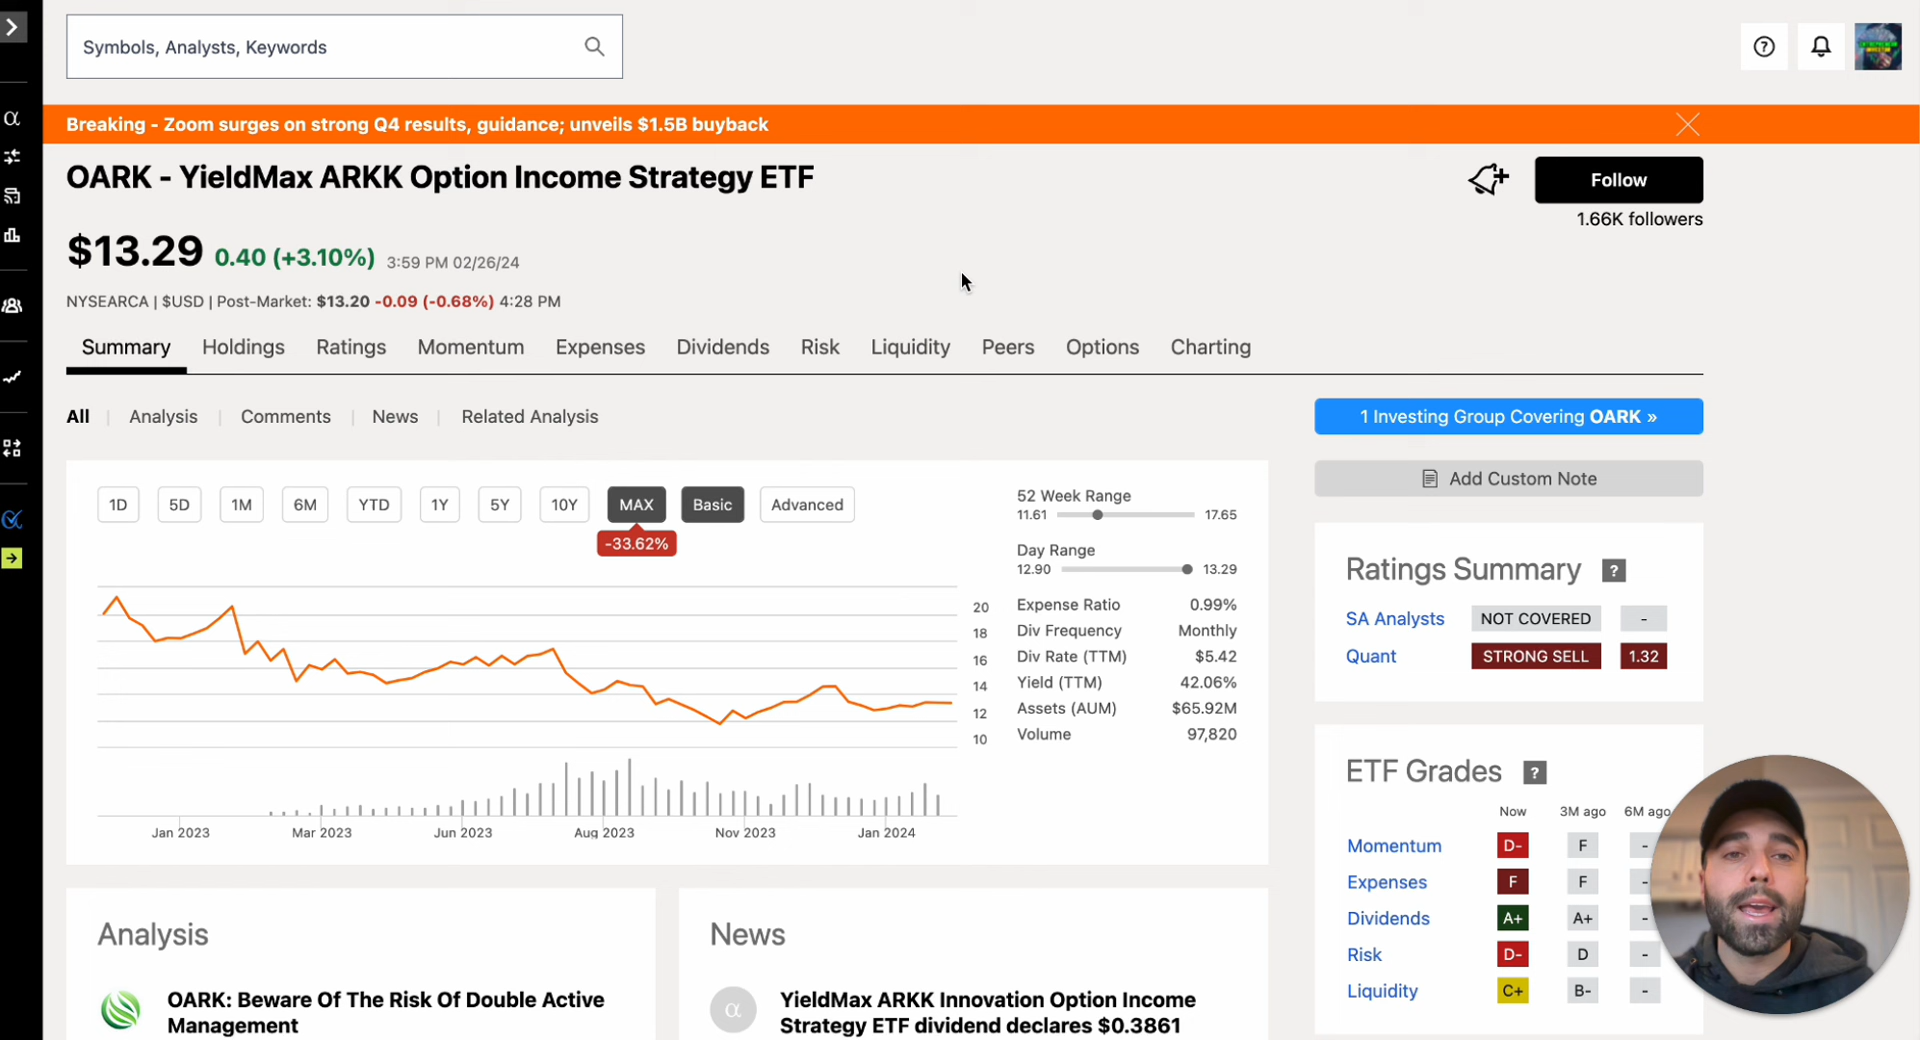 Symbols, Analysts, Keywords
Breaking - Zoom surges on strong Q4 results, guidance; unveils $1.5B buyback
OARK - YieldMax ARKK Option Income Strategy ETF
Follow
1.66K followers
$13.29 0.40 (+3.10%) 3:59 PM 02/26/24
NYSEARCA | $USD | Post-Market: $13.20 -0.09 (-0.68%) 4:28 PM
Summary Holdings Ratings Momentum Expenses Dividends Risk Liquidity Peers Options Charting
All | Analysis | Comments | News | Related Analysis
1D 5D 1M 6M YTD 1Y 5Y 10Y MAX Basic Advanced
-33.62%
20
18
16
14
12
10
Jan 2023 Mar 2023 Jun 2023 Aug 2023 Nov 2023 Jan 2024
52 Week Range
11.61 17.65
Day Range
12.90 13.29
Expense Ratio 0.99%
Div Frequency Monthly
Div Rate (TTM) $5.42
Yield (TTM) 42.06%
Assets (AUM) $65.92M
Volume 97,820
1 Investing Group Covering OARK »
Add Custom Note
Ratings Summary ?
SA Analysts NOT COVERED -
Quant STRONG SELL 1.32
ETF Grades ?
Now 3M ago 6M ago
Momentum D- F -
Expenses F F -
Dividends A+ A+ -
Risk D- D -
Liquidity C+ B- -
Analysis
OARK: Beware Of The Risk Of Double Active
Management
News
α
YieldMax ARKK Innovation Option Income
Strategy ETF dividend declares $0.3861